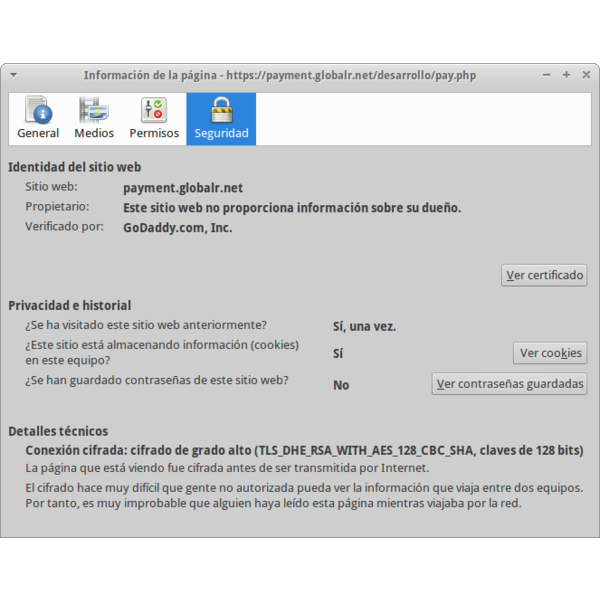 Información de la página - https://payment.globalr.net/desarrollo/pay.php
General Medios Permisos Seguridad
Identidad del sitio web
Sitio web: payment.globalr.net
Propietario: Este sitio web no proporciona información sobre su dueño.
Verificado por: GoDaddy.com, Inc.
Ver certificado
Privacidad e historial
¿Se ha visitado este sitio web anteriormente? Sí, una vez.
¿Este sitio está almacenando información (cookies)
en este equipo? Sí Ver cookies
¿Se han guardado contraseñas de este sitio web? No Ver contraseñas guardadas
Detalles técnicos
Conexión cifrada: cifrado de grado alto (TLS_DHE_RSA_WITH_AES_128_CBC_SHA, claves de 128 bits)
La página que está viendo fue cifrada antes de ser transmitida por Internet.
El cifrado hace muy difícil que gente no autorizada pueda ver la información que viaja entre dos equipos.
Por tanto, es muy improbable que alguien haya leído esta página mientras viajaba por la red.